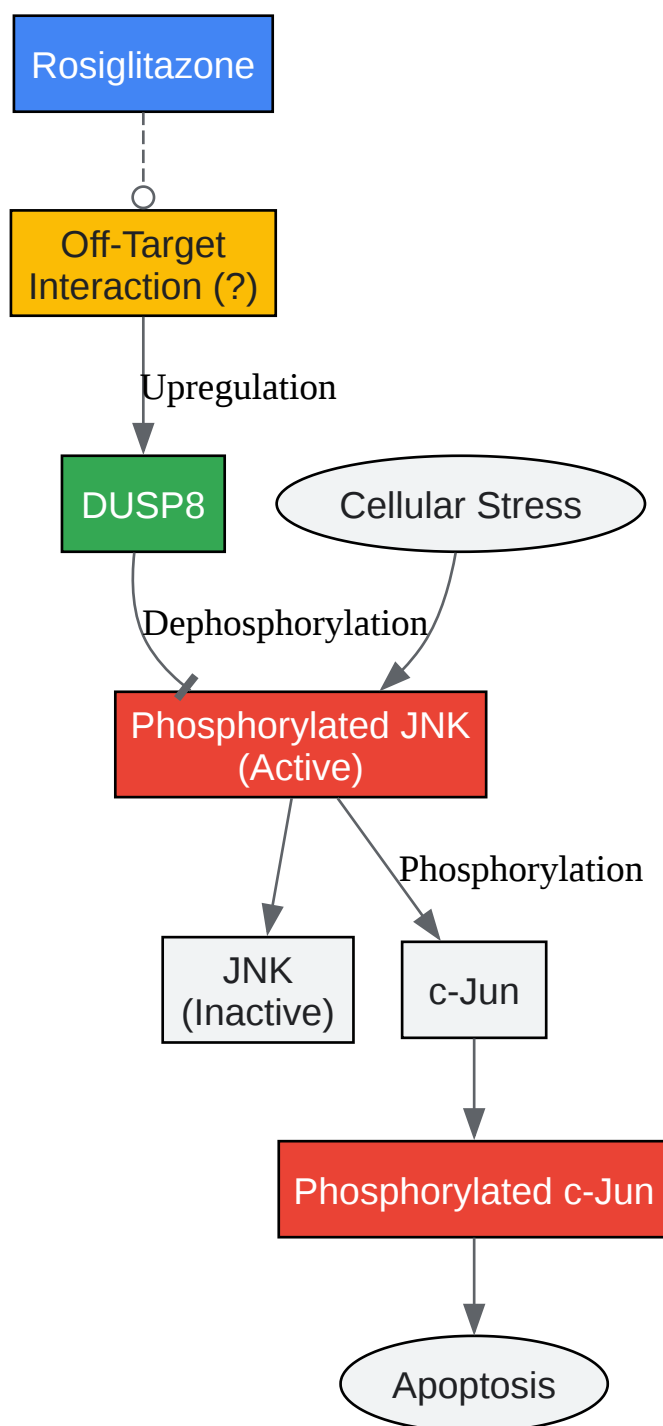 Rosiglitazone
Off-Target
Interaction (?)
Upregulation
DUSP8
Cellular Stress
Dephosphorylation
Phosphorylated JNK
(Active)
Phosphorylation
JNK
(Inactive)
c-Jun
Phosphorylated c-Jun
Apoptosis